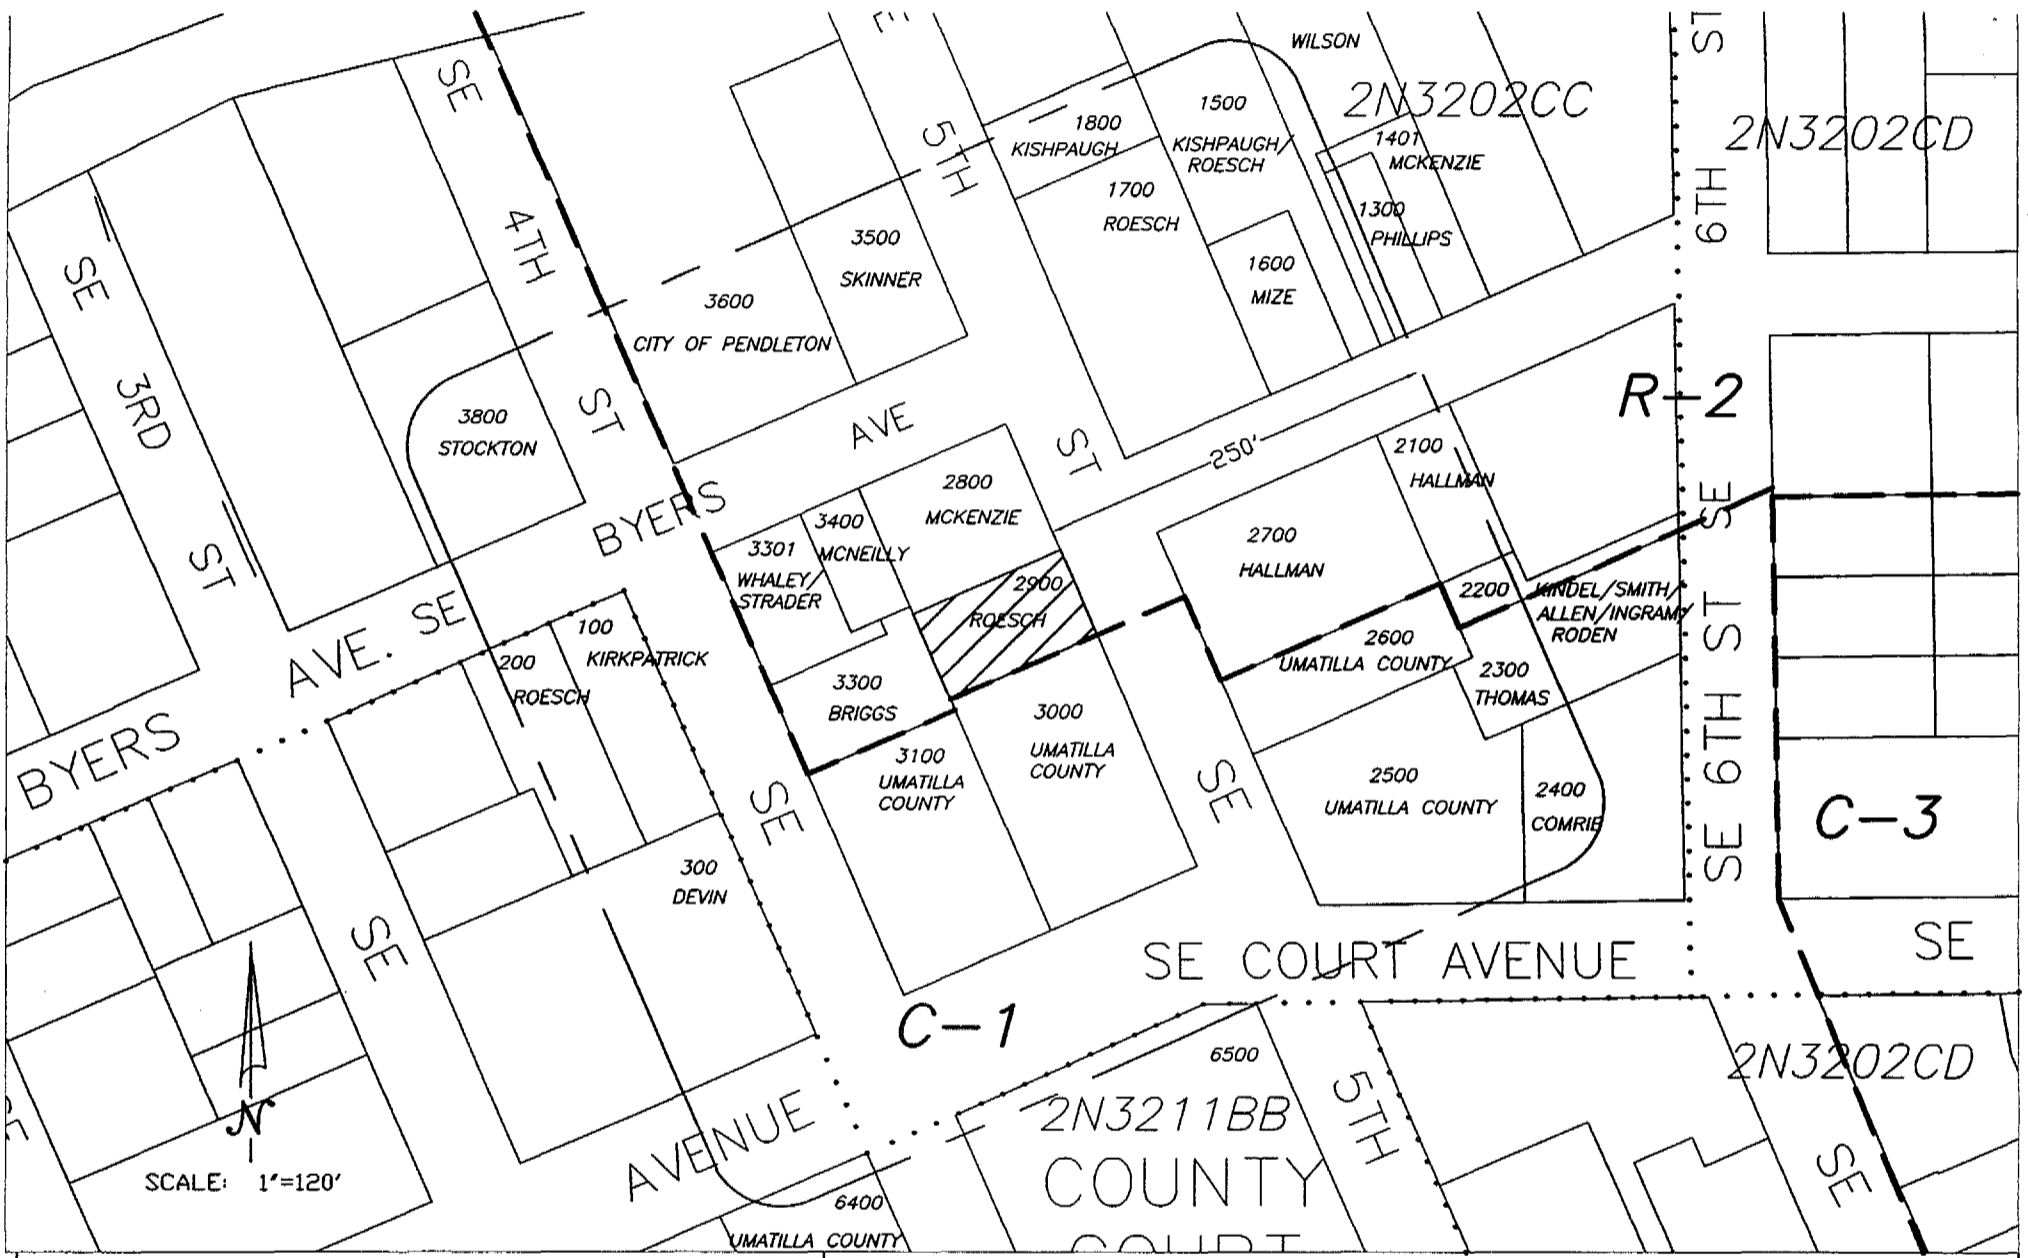 WILSON
ST
SE
2N3202CC
2N3202CD
1500
KISHPAUGH/
ROESCH
1800
KISHPAUGH
1401
MCKENZIE
5TH
1700
ROESCH
1300
PHILLIPS
6TH
SE
4TH
3500
SKINNER
1600
MIZE
3600
CITY OF PENDLETON
3RD
ST
3800
STOCKTON
AVE
ST
250'
R-2
2100
HALLMAN
2800
MCKENZIE
BYERS
3400
MCNEILLY
3301
WHALEY/
STRADER
2700
HALLMAN
SE
ST
2900
ROESCH
2200
KINDEL/SMITH/
ALLEN/INGRAM/
RODEN
ST
AVE. SE
100
KIRKPATRICK
200
ROESCH
2600
UMATILLA COUNTY
2300
THOMAS
3300
BRIGGS
3000
UMATILLA
COUNTY
3100
UMATILLA
COUNTY
BYERS
SE
SE
2500
UMATILLA COUNTY
2400
COMRIE
SE 6TH
C-3
300
DEVIN
SE
SE COURT AVENUE
SE
C-1
6500
2N3202CD
N
SCALE: 1"=120'
AVENUE
2N3211BB
COUNTY
COURT
5TH
SE
6400
UMATILLA COUNTY